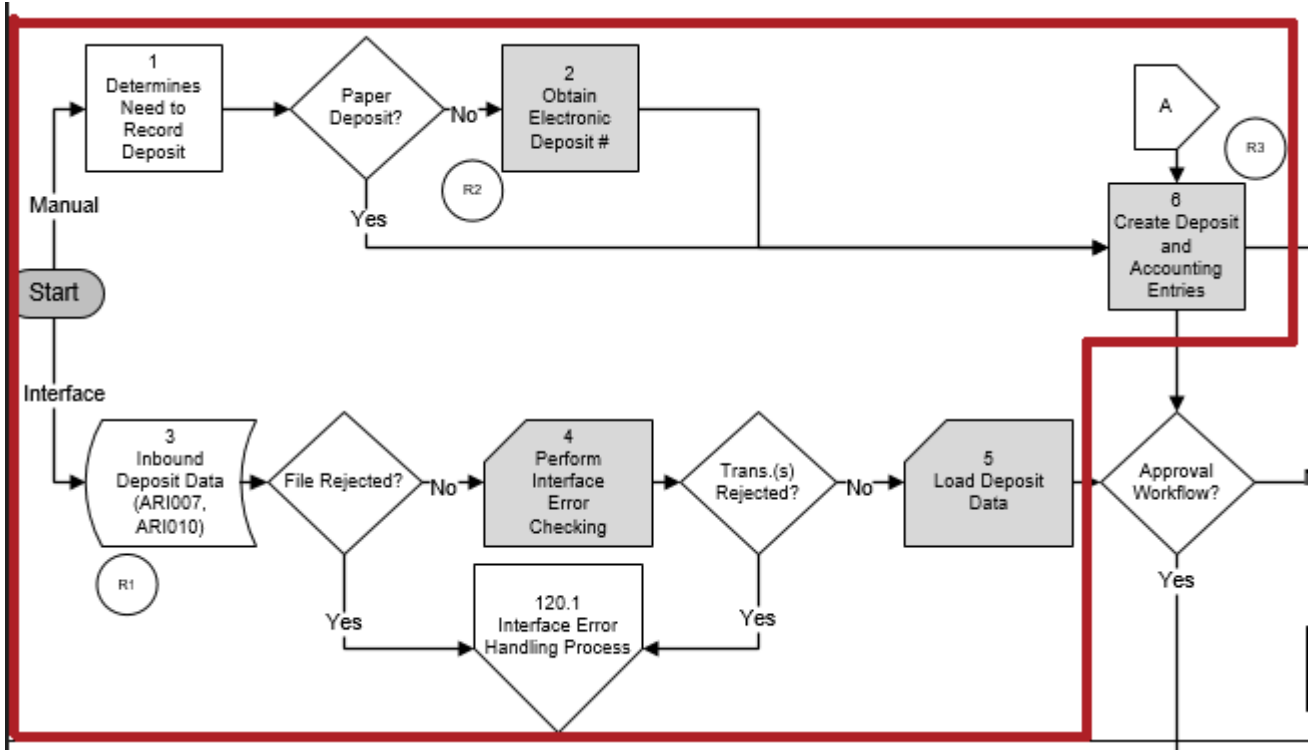 1
Determines
Need to
Record
Deposit
Paper
Deposit?
No
2
Obtain
Electronic
Deposit #
A
R3
R2
Manual
Yes
6
Create Deposit
and
Accounting
Entries
Start
Interface
3
Inbound
Deposit Data
(ARI007,
ARI010)
File Rejected?
No
4
Perform
Interface
Error
Checking
Trans.(s)
Rejected?
No
5
Load Deposit
Data
Approval
Workflow?
R1
Yes
120.1
Interface Error
Handling Process
Yes
Yes